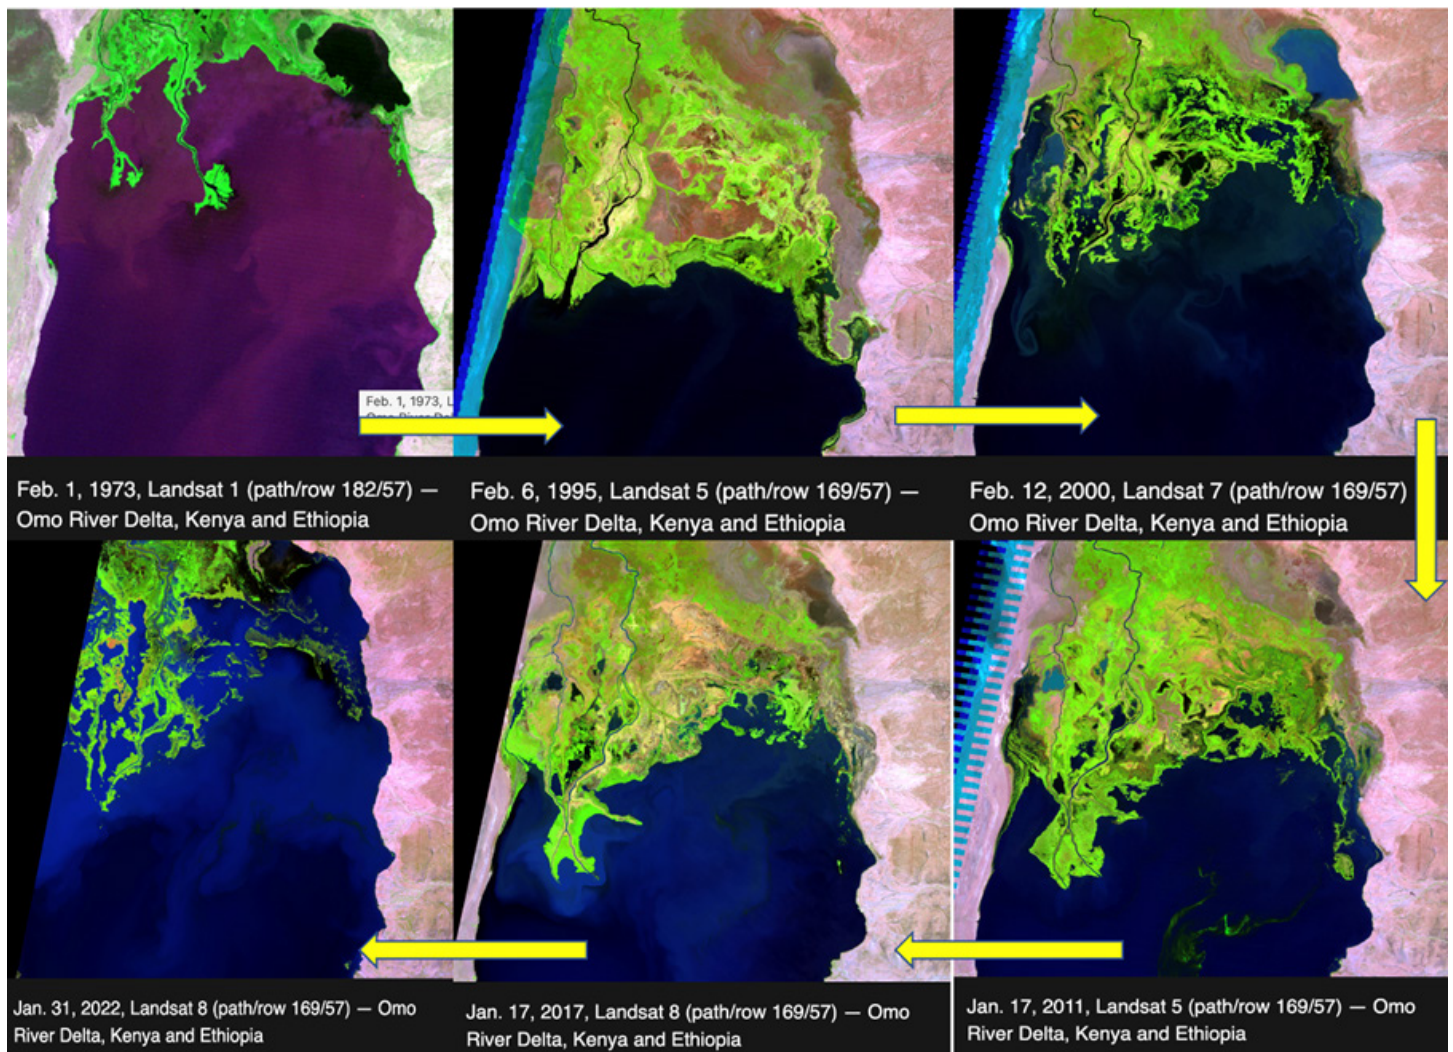 Feb. 1, 1973, L
Feb. 1, 1973, Landsat 1 (path/row 182/57) —
Omo River Delta, Kenya and Ethiopia
Feb. 6, 1995, Landsat 5 (path/row 169/57) —
Omo River Delta, Kenya and Ethiopia
Feb. 12, 2000, Landsat 7 (path/row 169/57)
Omo River Delta, Kenya and Ethiopia
Jan. 31, 2022, Landsat 8 (path/row 169/57) — Omo
River Delta, Kenya and Ethiopia
Jan. 17, 2017, Landsat 8 (path/row 169/57) — Omo
River Delta, Kenya and Ethiopia
Jan. 17, 2011, Landsat 5 (path/row 169/57) — Omo
River Delta, Kenya and Ethiopia